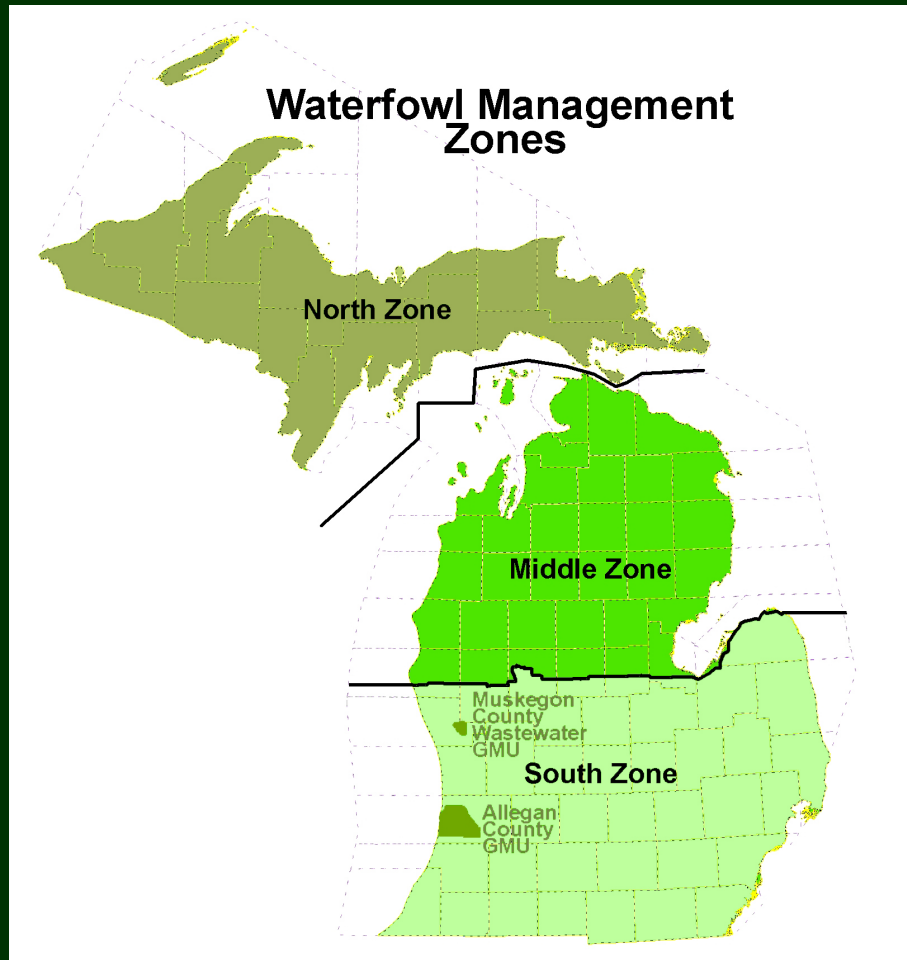 Waterfowl Management
Zones
North Zone
Middle Zone
Muskegon
County
Wastewater
GMU
South Zone
Allegan
County
GMU